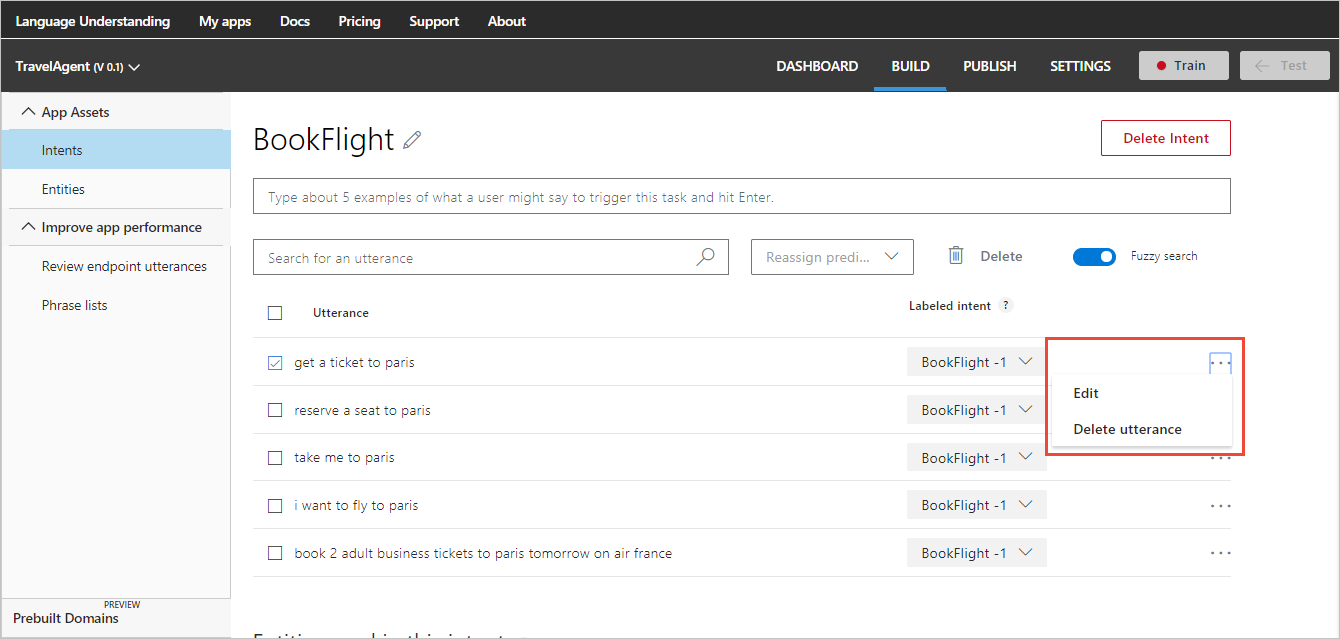 Language Understanding My apps Docs Pricing Support About
TravelAgent (V 0.1) DASHBOARD BUILD PUBLISH SETTINGS Train Test
App Assets
Intents
Entities
Improve app performance
Review endpoint utterances
Phrase lists
PREVIEW
Prebuilt Domains
BookFlight Delete Intent
Type about 5 examples of what a user might say to trigger this task and hit Enter.
Search for an utterance Reassign predi... Delete Fuzzy search
Utterance Labeled intent ?
get a ticket to paris BookFlight -1 ...
Edit
Delete utterance
reserve a seat to paris BookFlight -1
take me to paris BookFlight -1 ...
i want to fly to paris BookFlight -1 ...
book 2 adult business tickets to paris tomorrow on air france BookFlight -1 ...